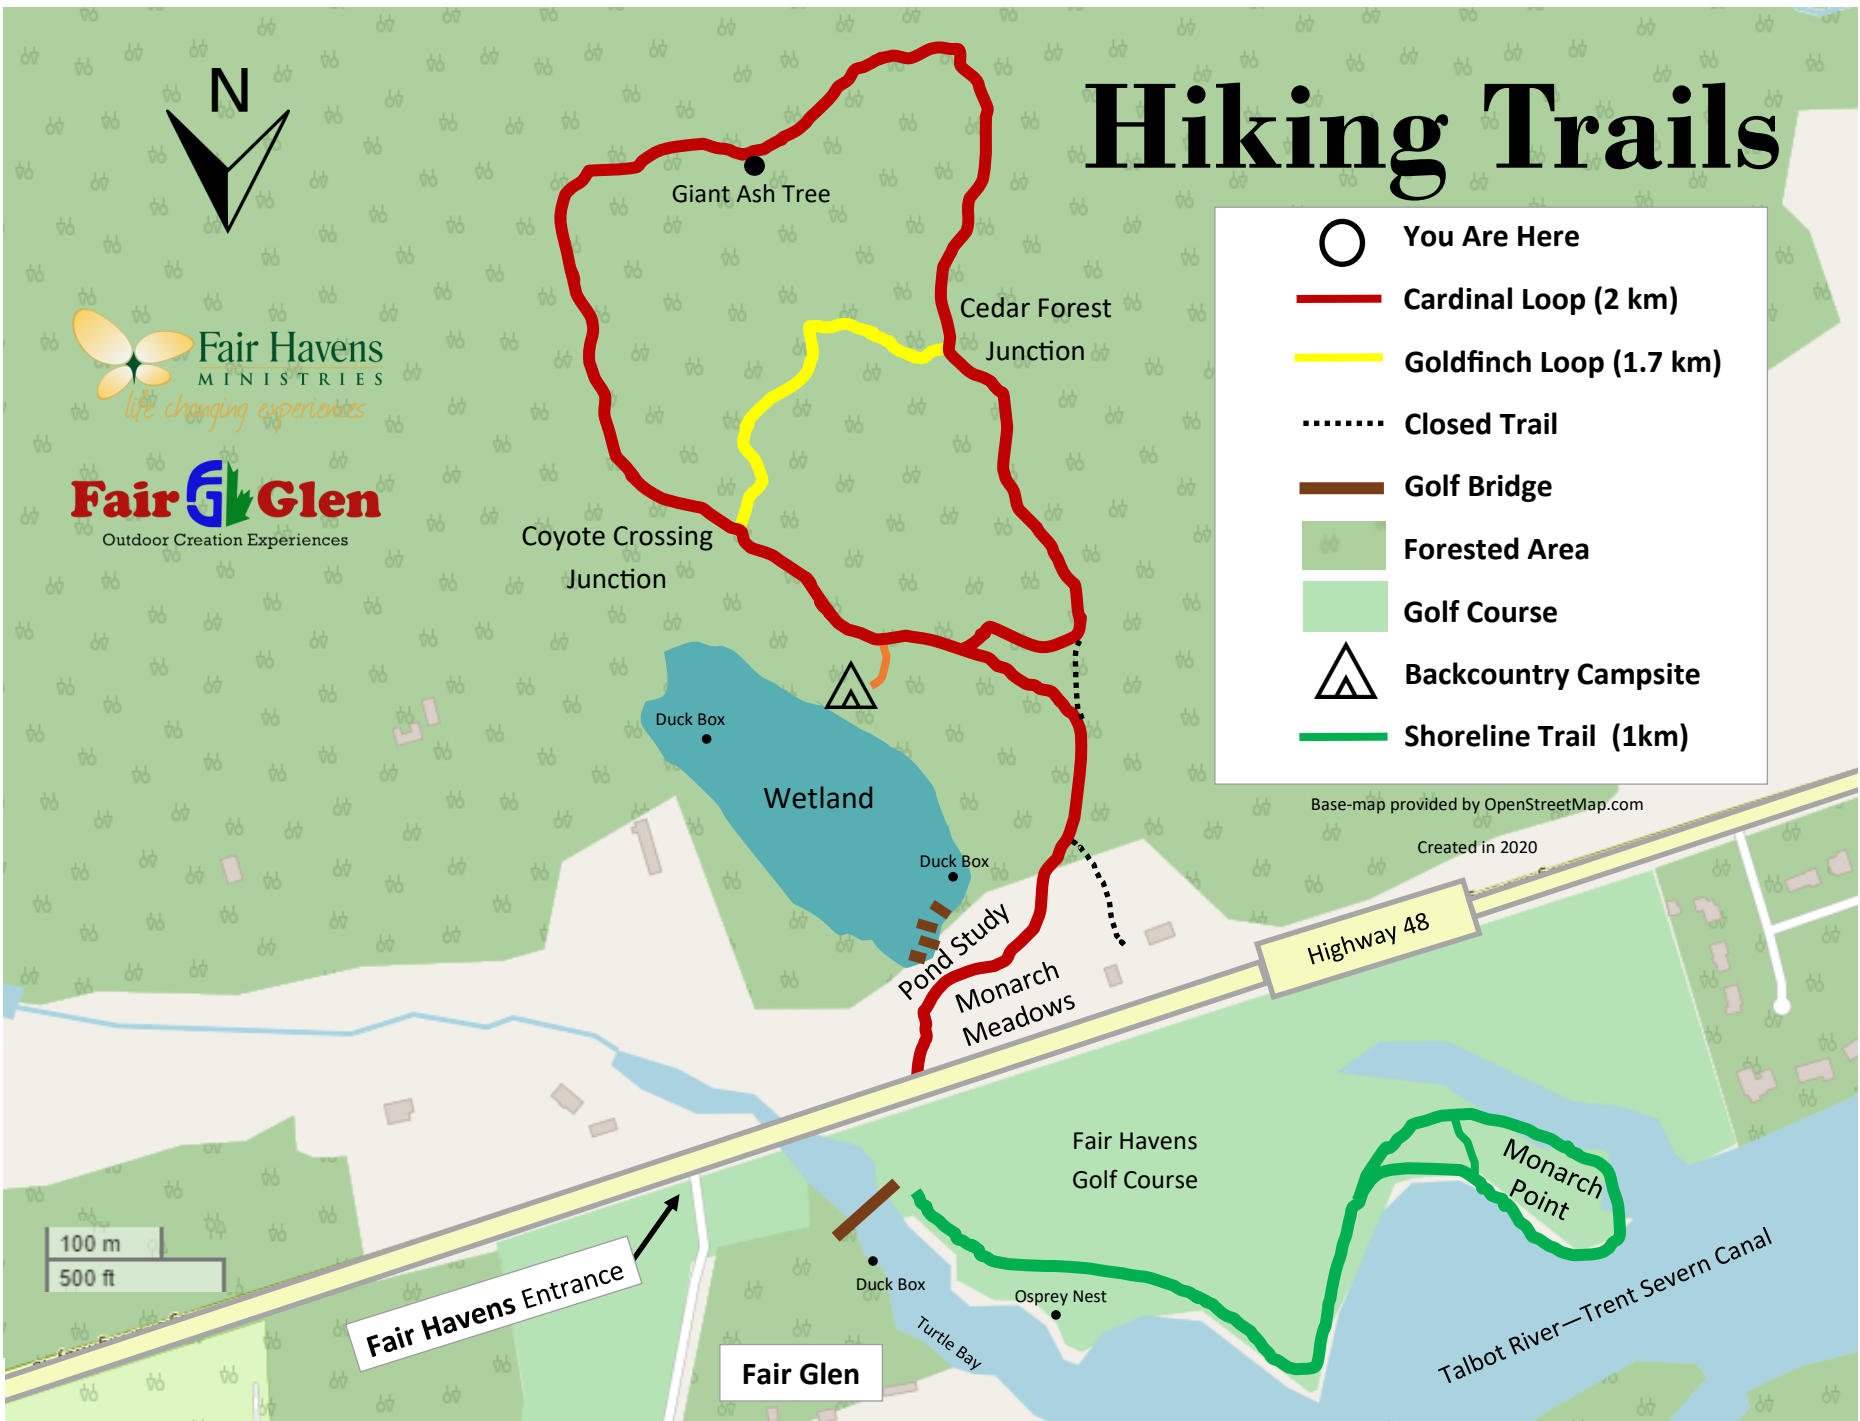 N
Hiking Trails
Giant Ash Tree
You Are Here
Cardinal Loop (2 km)
Goldfinch Loop (1.7 km)
Closed Trail
Golf Bridge
Forested Area
Golf Course
Backcountry Campsite
Shoreline Trail (1km)
Base-map provided by OpenStreetMap.com
Created in 2020
Cedar Forest
Junction
Fair Havens
MINISTRIES
life changing experiences
Fair Glen
Outdoor Creation Experiences
Coyote Crossing
Junction
Duck Box
Wetland
Duck Box
Pond Study
Monarch
Meadows
Highway 48
Fair Havens
Golf Course
Monarch
Point
100 m
500 ft
Fair Havens Entrance
Duck Box
Osprey Nest
Turtle Bay
Fair Glen
Talbot River—Trent Severn Canal